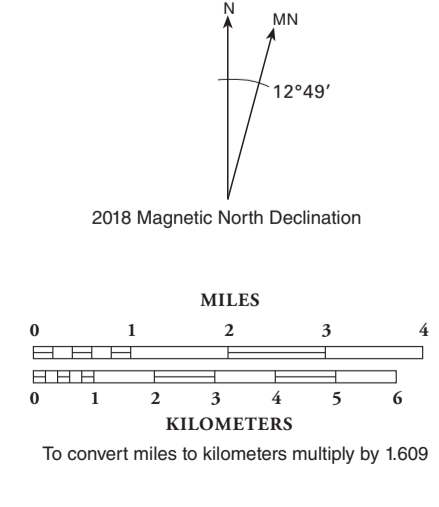 N
MN
12°49′
2018 Magnetic North Declination
MILES
0 1 2 3 4
0 1 2 3 4 5 6
KILOMETERS
To convert miles to kilometers multiply by 1.609